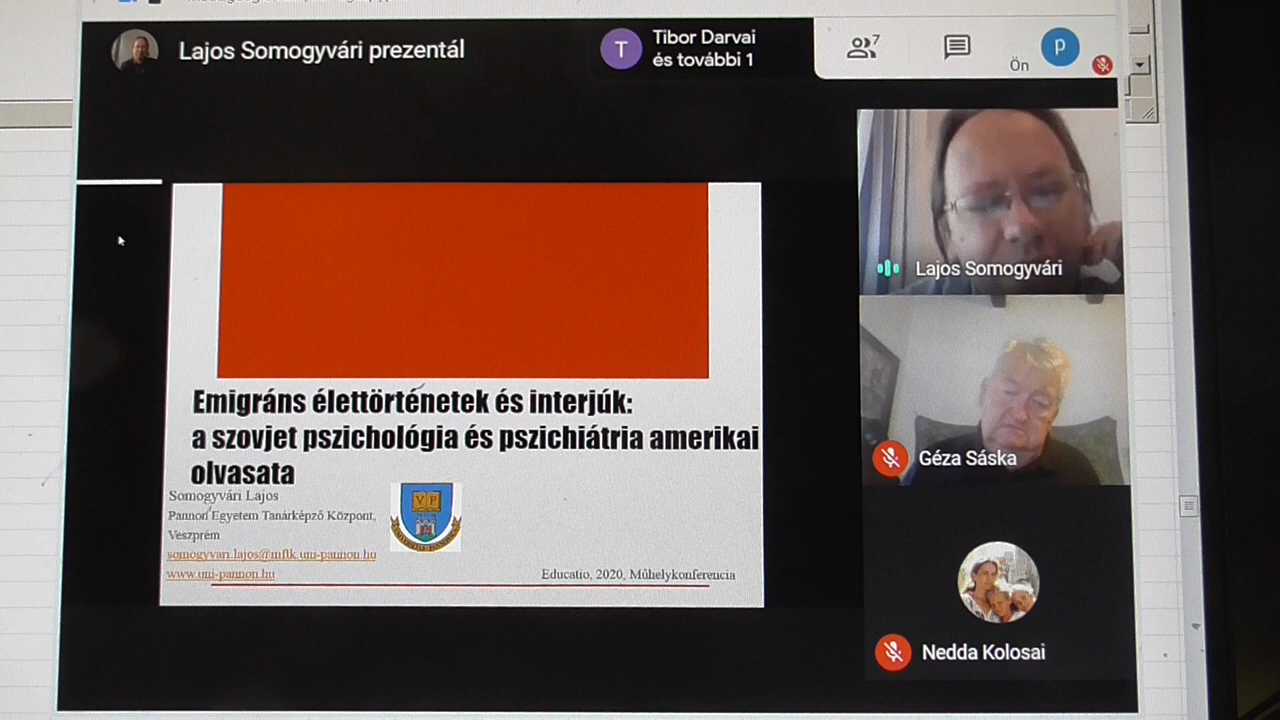 Lajos Somogyvári prezentál
T
Tibor Darvai
és további 1
7
Ön
p
Lajos Somogyvári
Géza Sáska
Nedda Kolosai
Emigráns élettörténetek és interjúk:
a szovjet pszichológia és pszichiátria amerikai
olvasata
Somogyvári Lajos
Pannon Egyetem Tanárképző Központ,
Veszprém
somogyvari.lajos@mftk.uni-pannon.hu
www.uni-pannon.hu
V P
Educatio, 2020, Műhelykonferencia